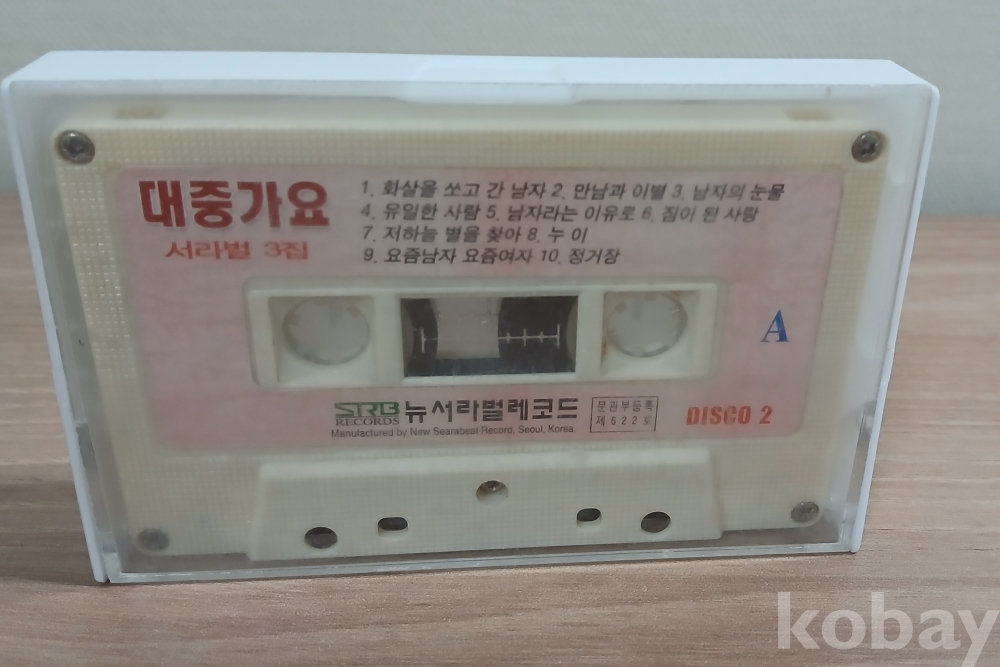 대중가요
서라벌 3집
1. 화살을 쏘고 간 남자 2. 만남과 이별 3. 남자의 눈물
4. 유일한 사람 5. 남자라는 이유로 6. 짐이 된 사랑
7. 저하늘 별을 찾아 8. 누 이
9. 요즘남자 요즘여자 10. 정거장
A
SRB
RECORDS
뉴서라벌레코드
문관부등록
제622호
Manufactured by New Searabeal Record, Seoul, Korea
DISCO 2
kobay